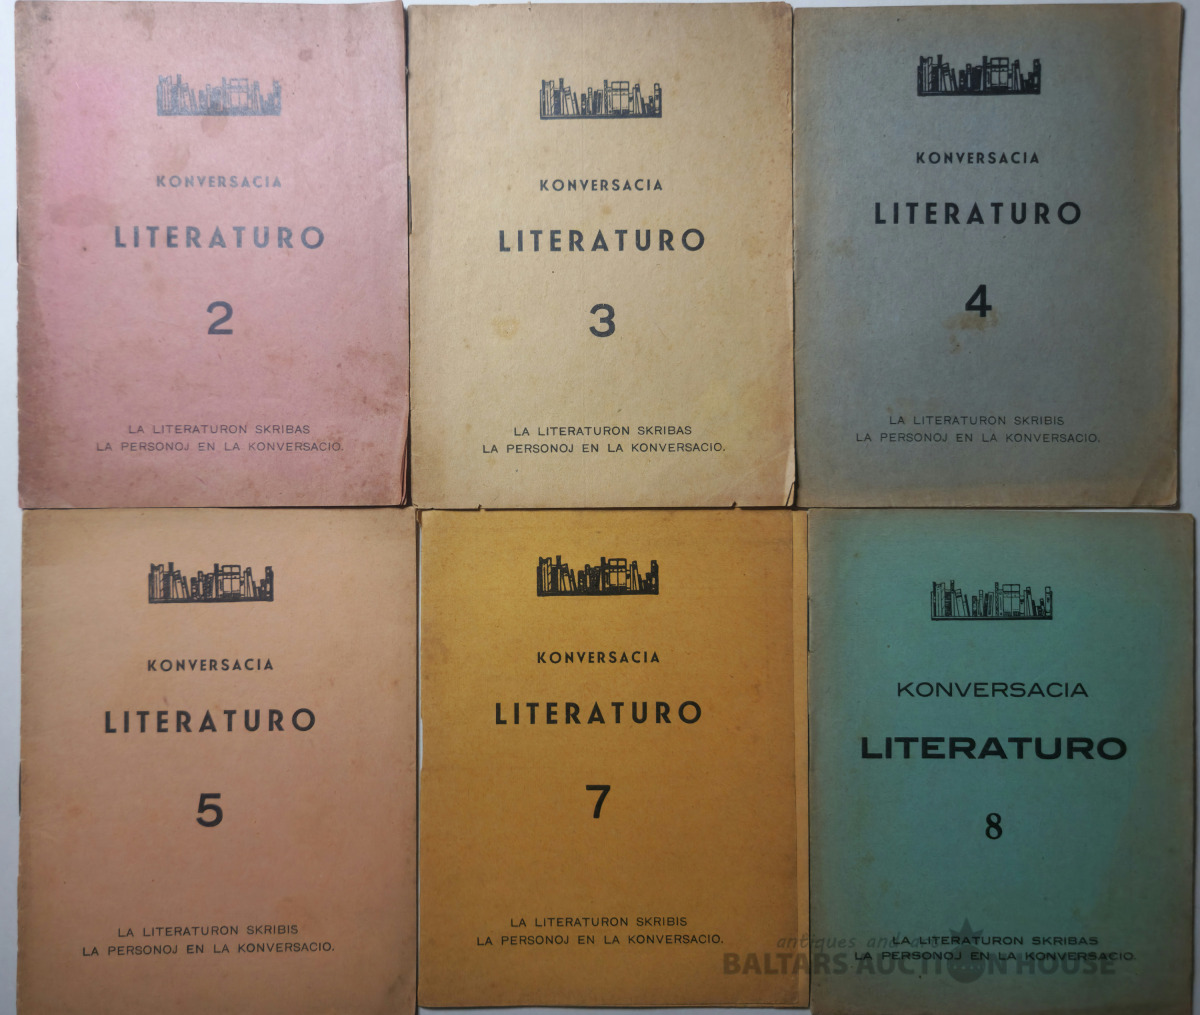 KONVERSACIA
LITERATURO
2
LA LITERATURON SKRIBAS
LA PERSONOJ EN LA KONVERSACIO.
KONVERSACIA
LITERATURO
3
LA LITERATURON SKRIBAS
LA PERSONOJ EN LA KONVERSACIO.
KONVERSACIA
LITERATURO
4
LA LITERATURON SKRIBIS
LA PERSONOJ EN LA KONVERSACIO.
KONVERSACIA
LITERATURO
5
LA LITERATURON SKRIBIS
LA PERSONOJ EN LA KONVERSACIO.
KONVERSACIA
LITERATURO
7
LA LITERATURON SKRIBIS
LA PERSONOJ EN LA KONVERSACIO.
KONVERSACIA
LITERATURO
8
LA LITERATURON SKRIBAS
LA PERSONOJ EN LA KONVERSACIO.
antiques and
BALTARS AUCTION HOUSE